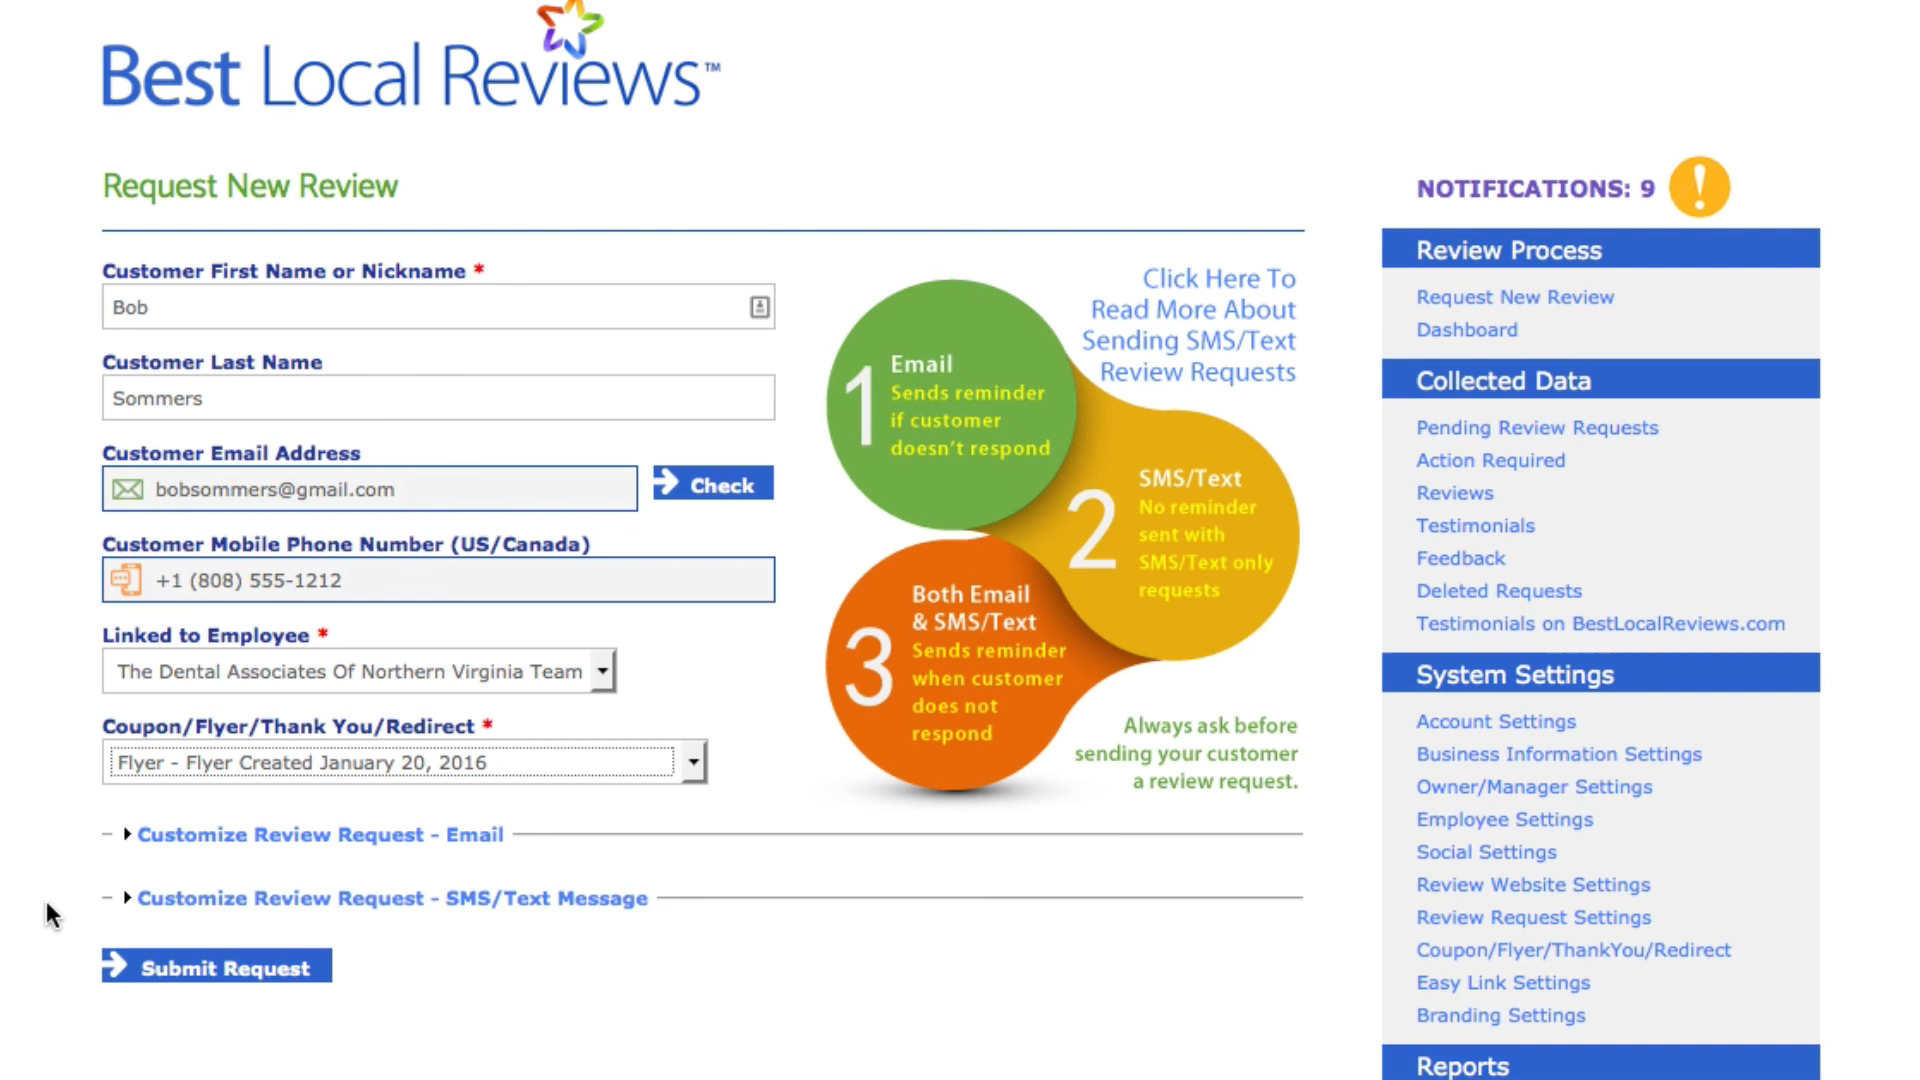 Best Local Reviews™
Request New Review
Customer First Name or Nickname *
Bob
Customer Last Name
Sommers
Customer Email Address
bobsommers@gmail.com
Check
Customer Mobile Phone Number (US/Canada)
+1 (808) 555-1212
Linked to Employee *
The Dental Associates Of Northern Virginia Team
Coupon/Flyer/Thank You/Redirect *
Flyer - Flyer Created January 20, 2016
Customize Review Request - Email
Customize Review Request - SMS/Text Message
Submit Request
Click Here To
Read More About
Sending SMS/Text
Review Requests
1
Email
Sends reminder
if customer
doesn't respond
2
SMS/Text
No reminder
sent with
SMS/Text only
requests
3
Both Email
& SMS/Text
Sends reminder
when customer
does not
respond
Always ask before
sending your customer
a review request.
NOTIFICATIONS: 9 !
Review Process
Request New Review
Dashboard
Collected Data
Pending Review Requests
Action Required
Reviews
Testimonials
Feedback
Deleted Requests
Testimonials on BestLocalReviews.com
System Settings
Account Settings
Business Information Settings
Owner/Manager Settings
Employee Settings
Social Settings
Review Website Settings
Review Request Settings
Coupon/Flyer/ThankYou/Redirect
Easy Link Settings
Branding Settings
Reports